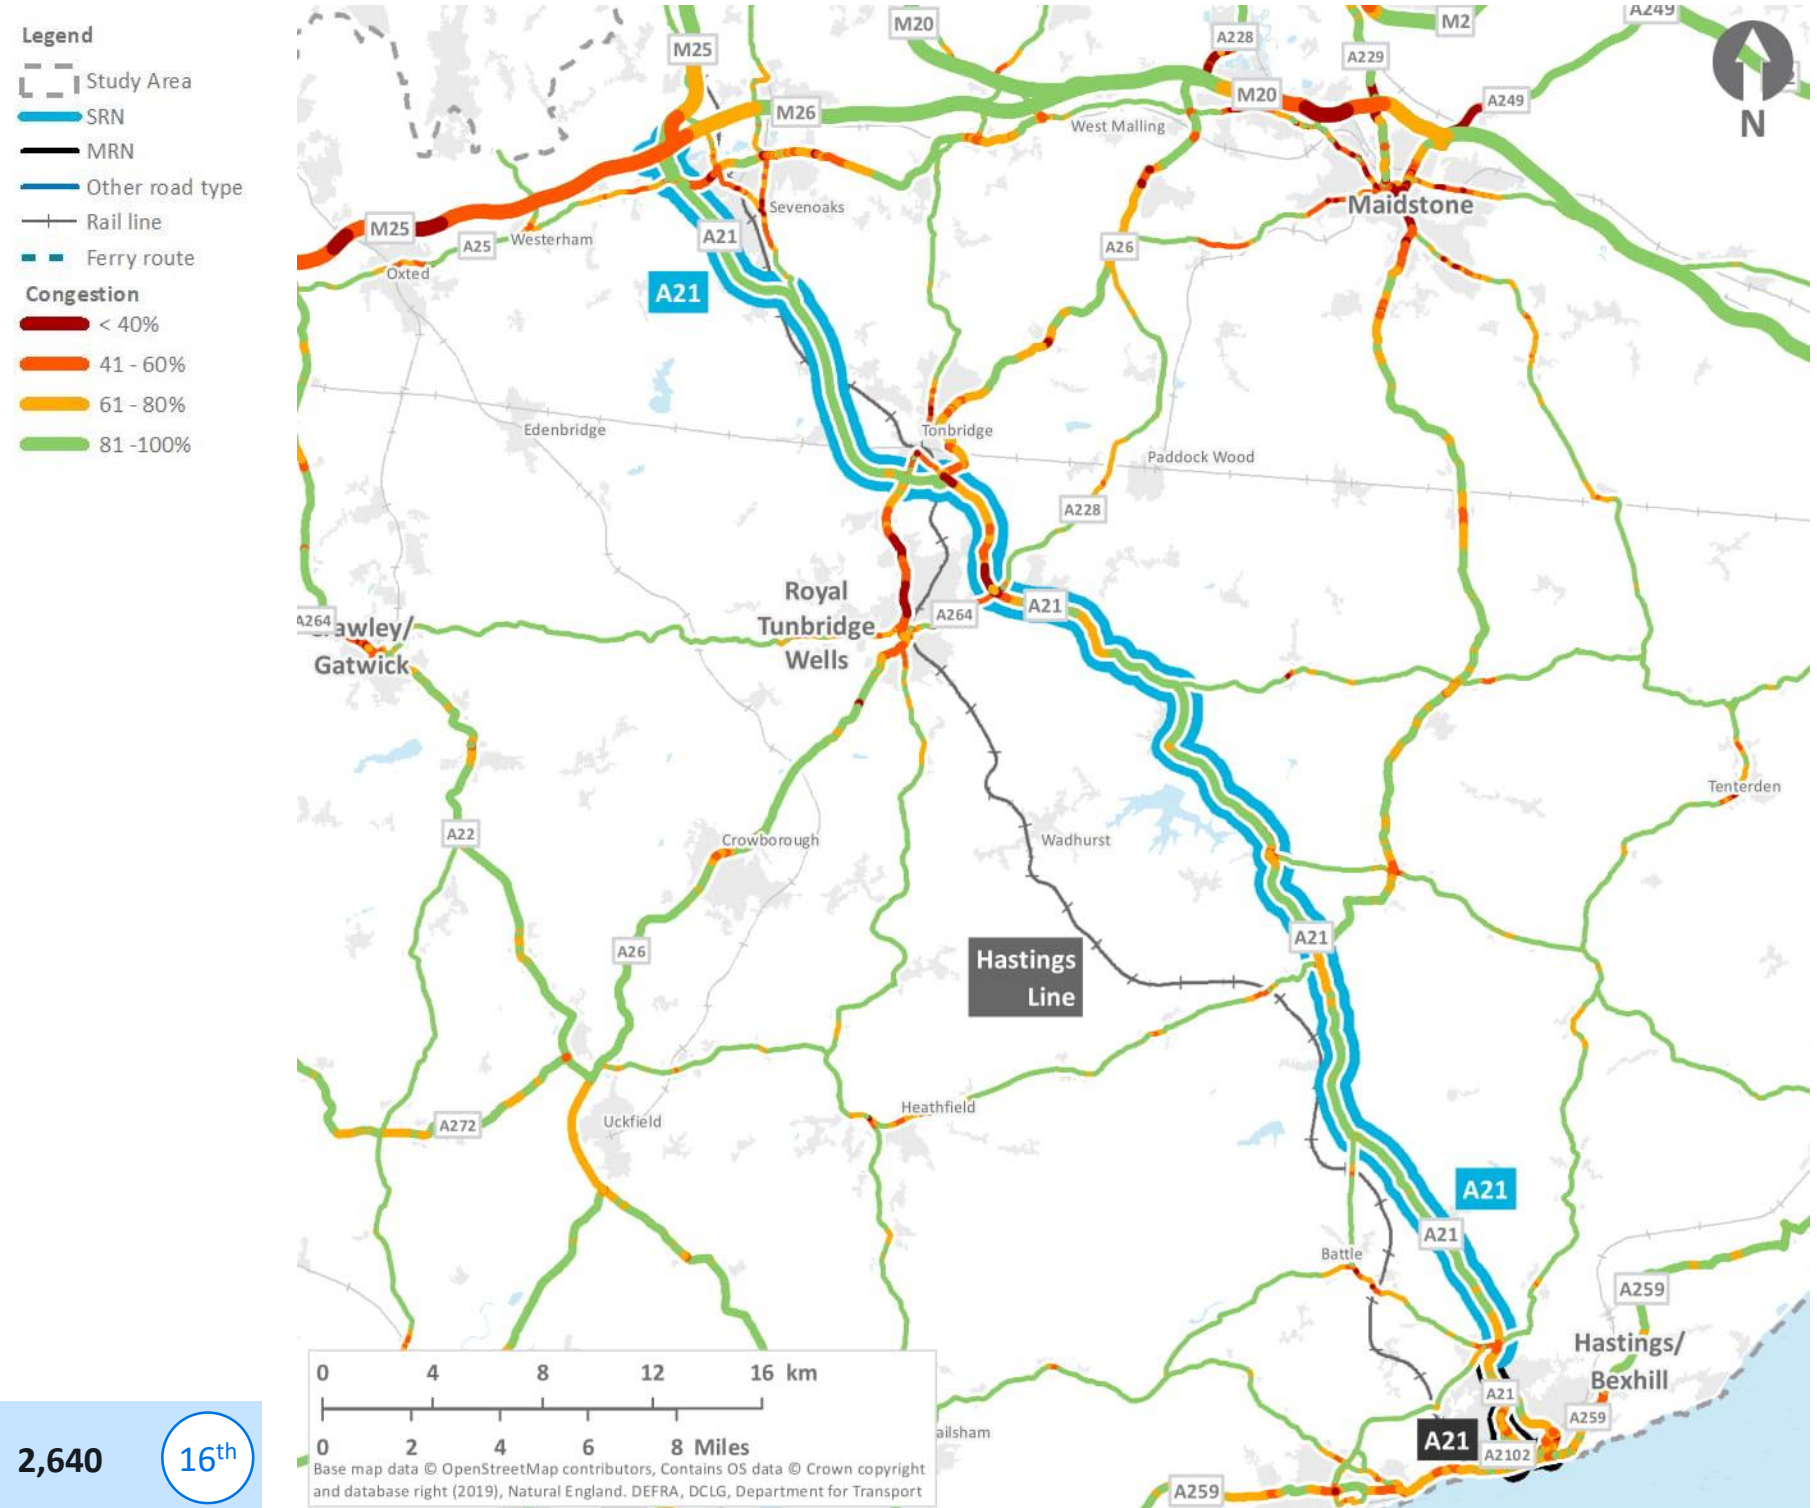 Legend
Study Area
SRN
MRN
Other road type
Rail line
Ferry route
Congestion
< 40%
41 - 60%
61 - 80%
81 -100%
2,640
16th
M20
M2
A249
M25
A228
A229
N
M20
A249
M26
West Malling
Sevenoaks
Maidstone
M25
A21
A25
Westerham
A26
Oxted
A21
Edenbridge
Tonbridge
Paddock Wood
A228
Royal
Tunbridge
Wells
A264
A21
A264
Gatwick
A22
Crowborough
Wadhurst
Tenterden
A26
A21
Hastings
Line
A272
Uckfield
Heathfield
A21
A21
Battle
A259
Hastings/
Bexhill
A21
A259
A21
A2102
A259
0 4 8 12 16 km
0 2 4 6 8 Miles
Base map data © OpenStreetMap contributors, Contains OS data © Crown copyright
and database right (2019), Natural England. DEFRA, DCLG, Department for Transport